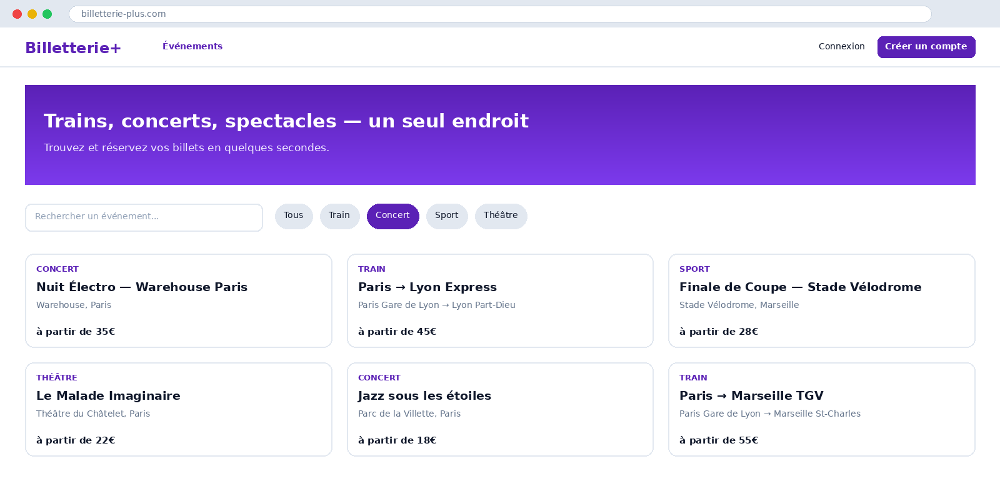 billetterie-plus.com
Billetterie+
Événements
Connexion
Créer un compte
Trains, concerts, spectacles — un seul endroit
Trouvez et réservez vos billets en quelques secondes.
Rechercher un événement...
Tous
Train
Concert
Sport
Théâtre
CONCERT
Nuit Électro — Warehouse Paris
Warehouse, Paris
à partir de 35€
TRAIN
Paris → Lyon Express
Paris Gare de Lyon → Lyon Part-Dieu
à partir de 45€
SPORT
Finale de Coupe — Stade Vélodrome
Stade Vélodrome, Marseille
à partir de 28€
THÉÂTRE
Le Malade Imaginaire
Théâtre du Châtelet, Paris
à partir de 22€
CONCERT
Jazz sous les étoiles
Parc de la Villette, Paris
à partir de 18€
TRAIN
Paris → Marseille TGV
Paris Gare de Lyon → Marseille St-Charles
à partir de 55€